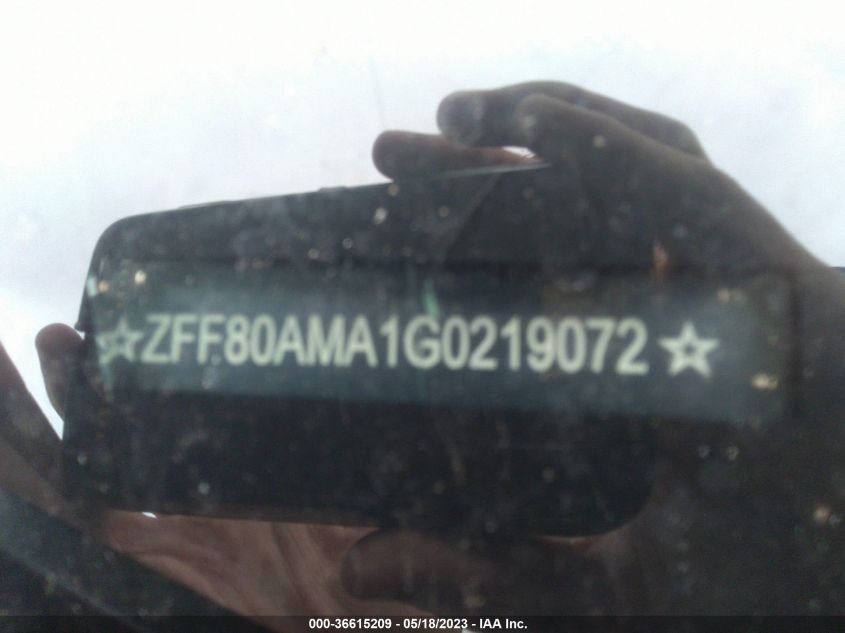 ☆ZFF80AMA1G0219072☆
000-36615209 - 05/18/2023 - IAA Inc.